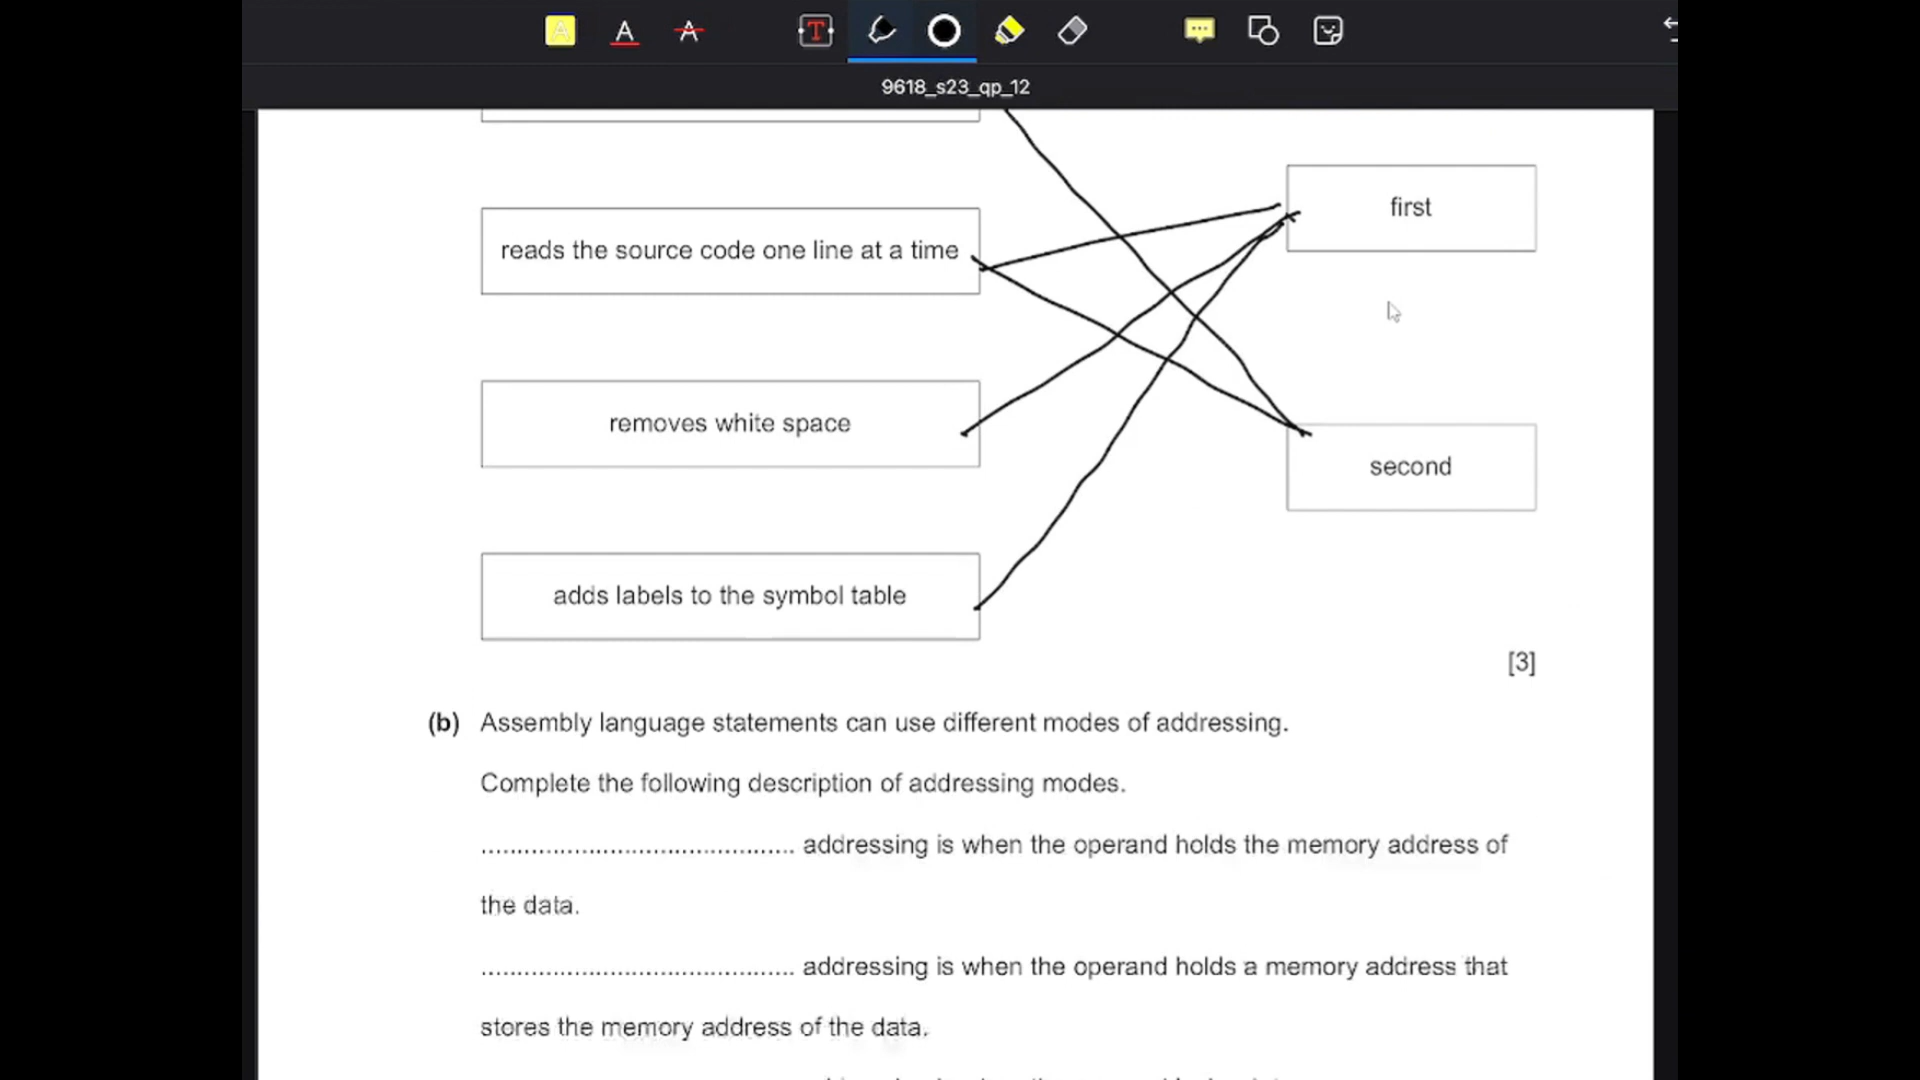 A A A T
9618_s23_qp_12
first
reads the source code one line at a time
removes white space
second
adds labels to the symbol table
[3]
(b) Assembly language statements can use different modes of addressing.
Complete the following description of addressing modes.
........................................ addressing is when the operand holds the memory address of
the data.
........................................ addressing is when the operand holds a memory address that
stores the memory address of the data.